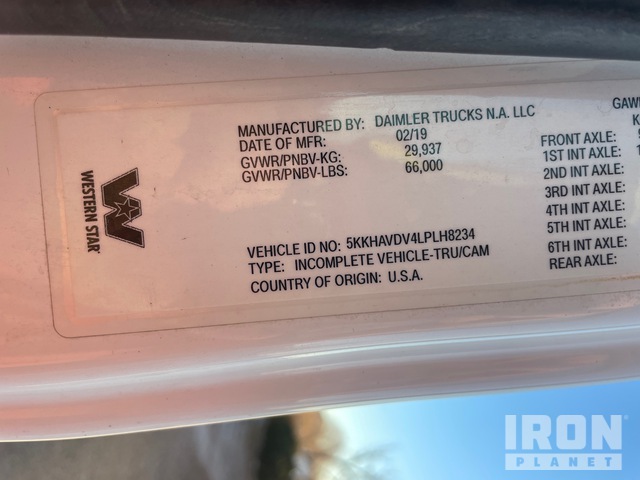 WESTERN STAR
MANUFACTURED BY: DAIMLER TRUCKS N.A. LLC
DATE OF MFR: 02/19
GVWR/PNBV-KG: 29,937
GVWR/PNBV-LBS: 66,000
VEHICLE ID NO: 5KKHAVDV4LPLH8234
TYPE: INCOMPLETE VEHICLE-TRU/CAM
COUNTRY OF ORIGIN: U.S.A.
FRONT AXLE:
1ST INT AXLE:
2ND INT AXLE:
3RD INT AXLE:
4TH INT AXLE:
5TH INT AXLE:
6TH INT AXLE:
REAR AXLE:
IRON
PLANET